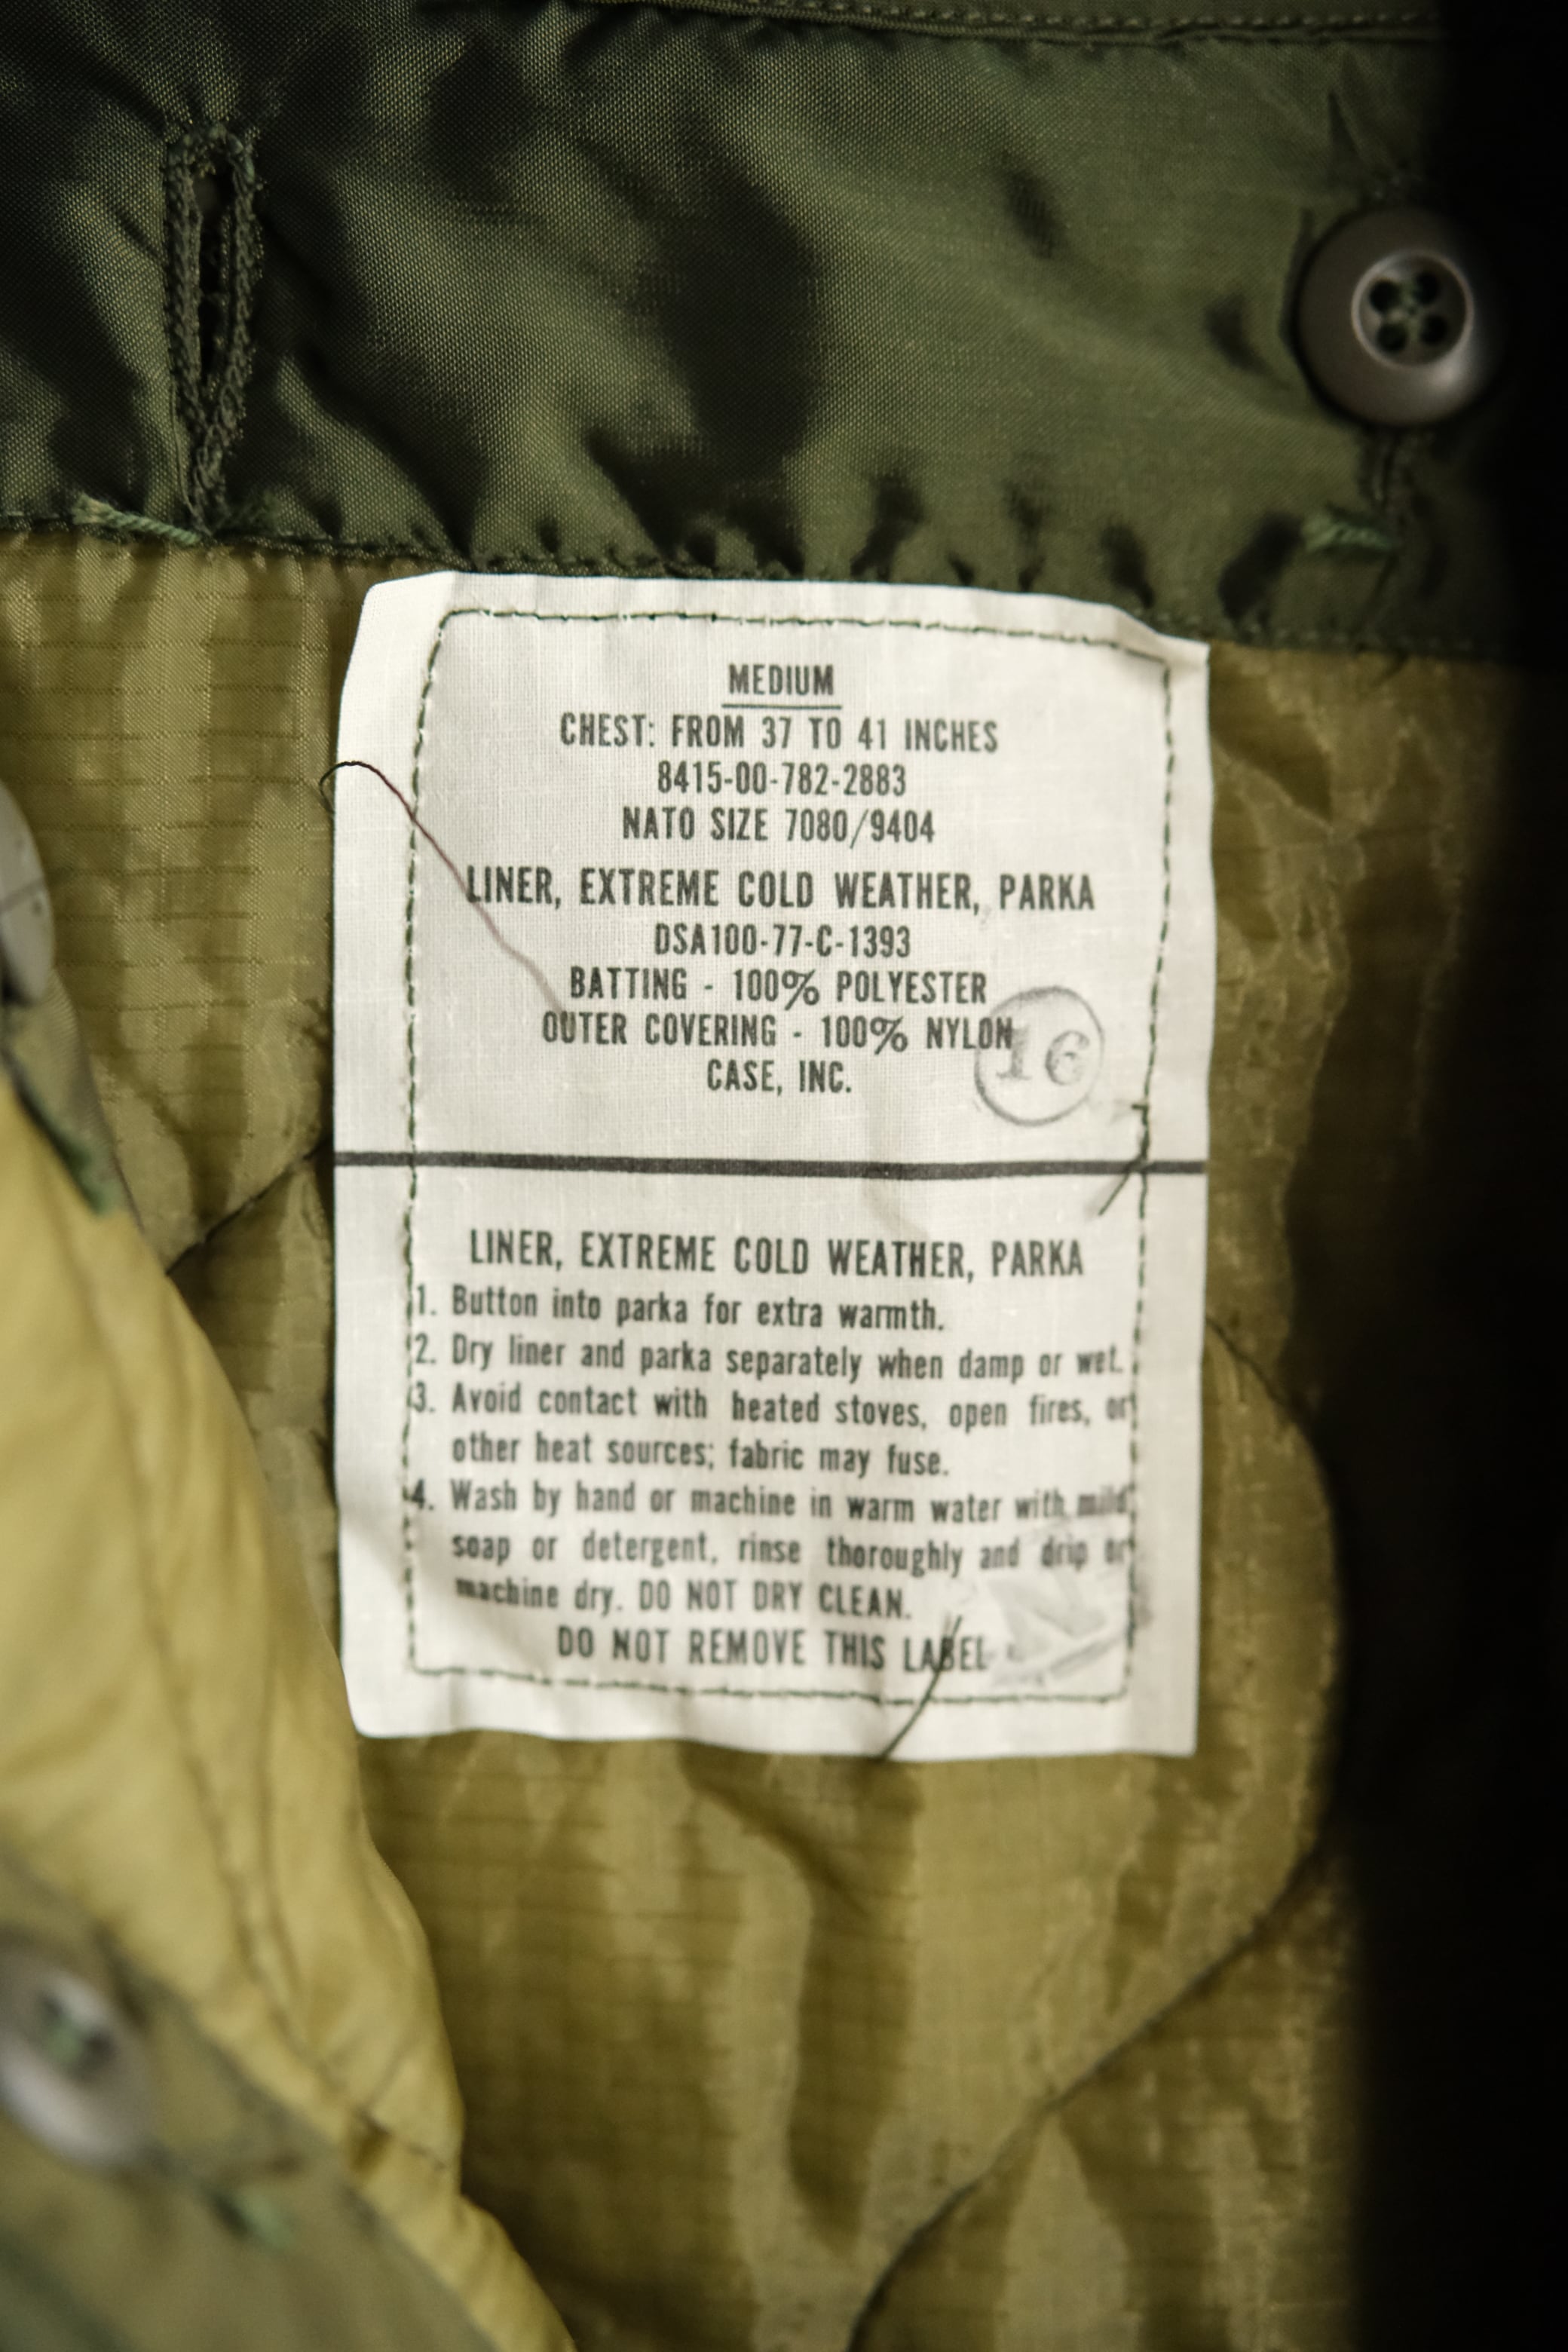 MEDIUM
CHEST: FROM 37 TO 41 INCHES
8415-00-782-2883
NATO SIZE 7080/9404
LINER, EXTREME COLD WEATHER, PARKA
DSA100-77-C-1393
BATTING - 100% POLYESTER
OUTER COVERING - 100% NYLON
16
CASE, INC.
LINER, EXTREME COLD WEATHER, PARKA
1. Button into parka for extra warmth.
2. Dry liner and parka separately when damp or wet.
3. Avoid contact with heated stoves, open fires, or
other heat sources; fabric may fuse.
4. Wash by hand or machine in warm water with mild
soap or detergent, rinse thoroughly and drip or
machine dry. DO NOT DRY CLEAN.
DO NOT REMOVE THIS LABEL